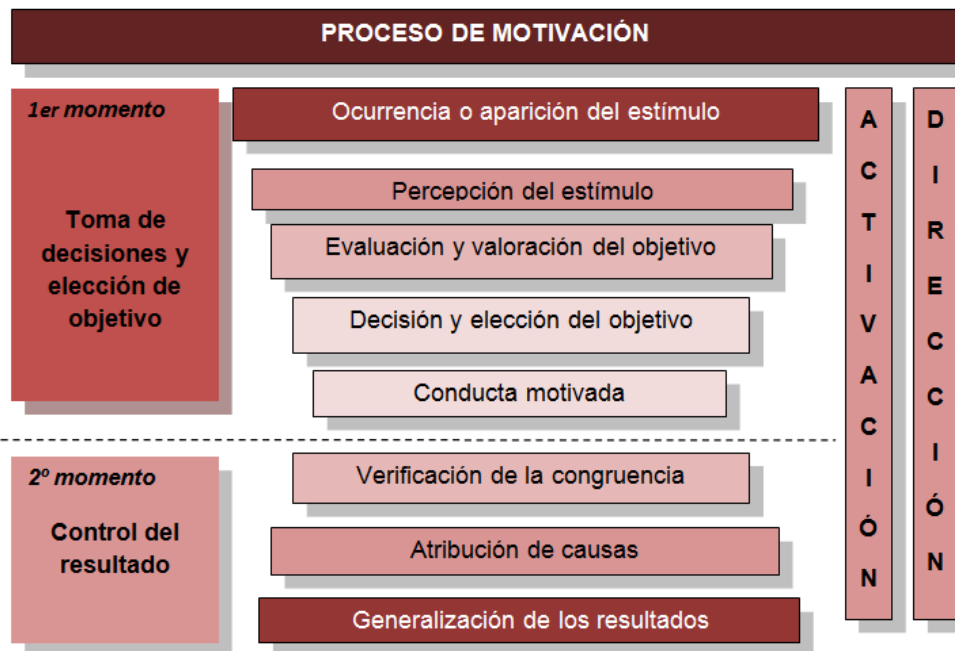 PROCESO DE MOTIVACIÓN
1er momento
Toma de
decisiones y
elección de
objetivo
Ocurrencia o aparición del estímulo
Percepción del estímulo
Evaluación y valoración del objetivo
Decisión y elección del objetivo
Conducta motivada
2º momento
Control del
resultado
Verificación de la congruencia
Atribución de causas
Generalización de los resultados
ACTIVACIÓN
DIRECCIÓN